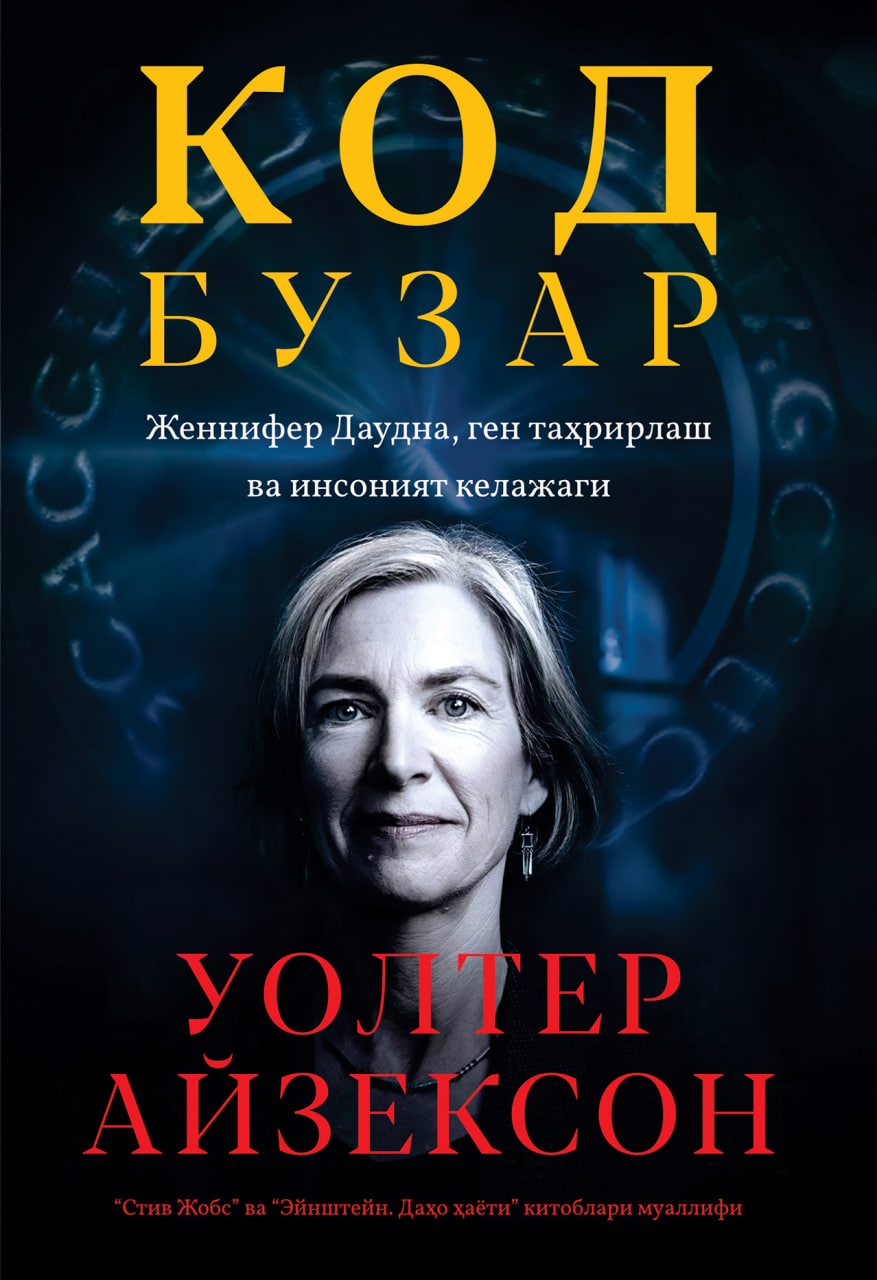 КОД
БУЗАР
Женнифер Даудна, ген таҳрирлаш
ва инсоният келажаги
УОЛТЕР
АЙЗЕКСОН
“Стив Жобс” ва “Эйнштейн. Даҳо ҳаёти” китоблари муаллифи